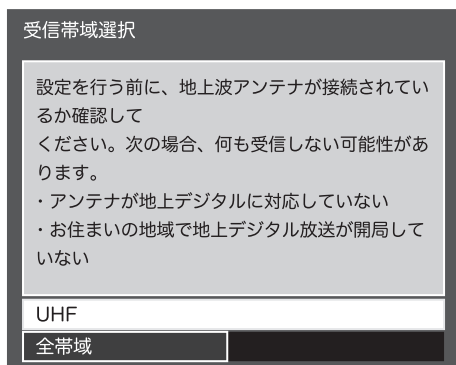 受信帯域選択
設定を行う前に、地上波アンテナが接続されてい
るか確認して
ください。次の場合、何も受信しない可能性があ
ります。
・アンテナが地上デジタルに対応していない
・お住まいの地域で地上デジタル放送が開局して
いない
UHF
全帯域